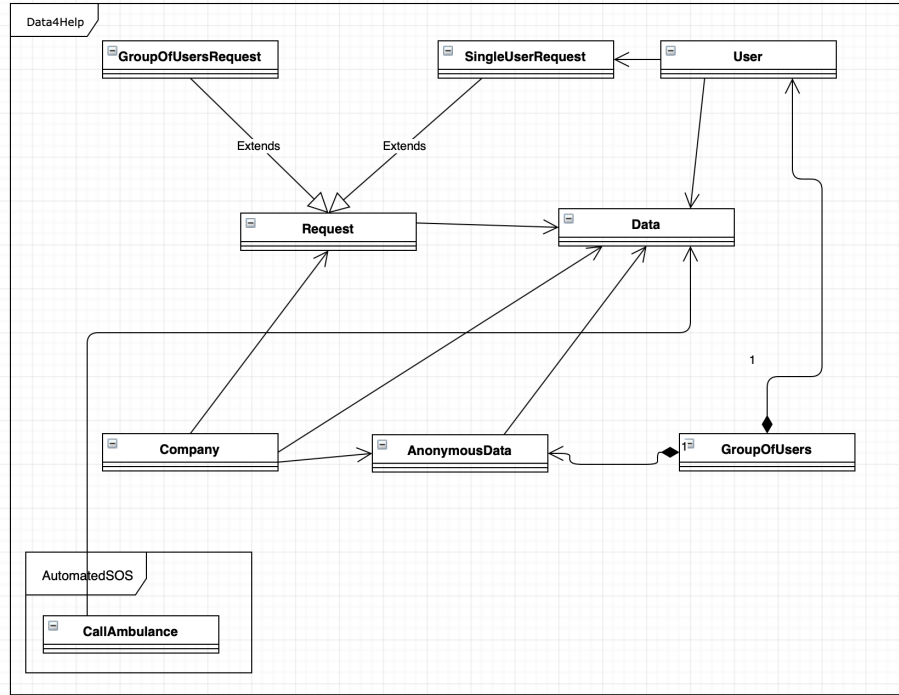 Data4Help
GroupOfUsersRequest
SingleUserRequest
User
Extends
Extends
Request
Data
1
Company
AnonymousData
1
GroupOfUsers
AutomatedSOS
CallAmbulance